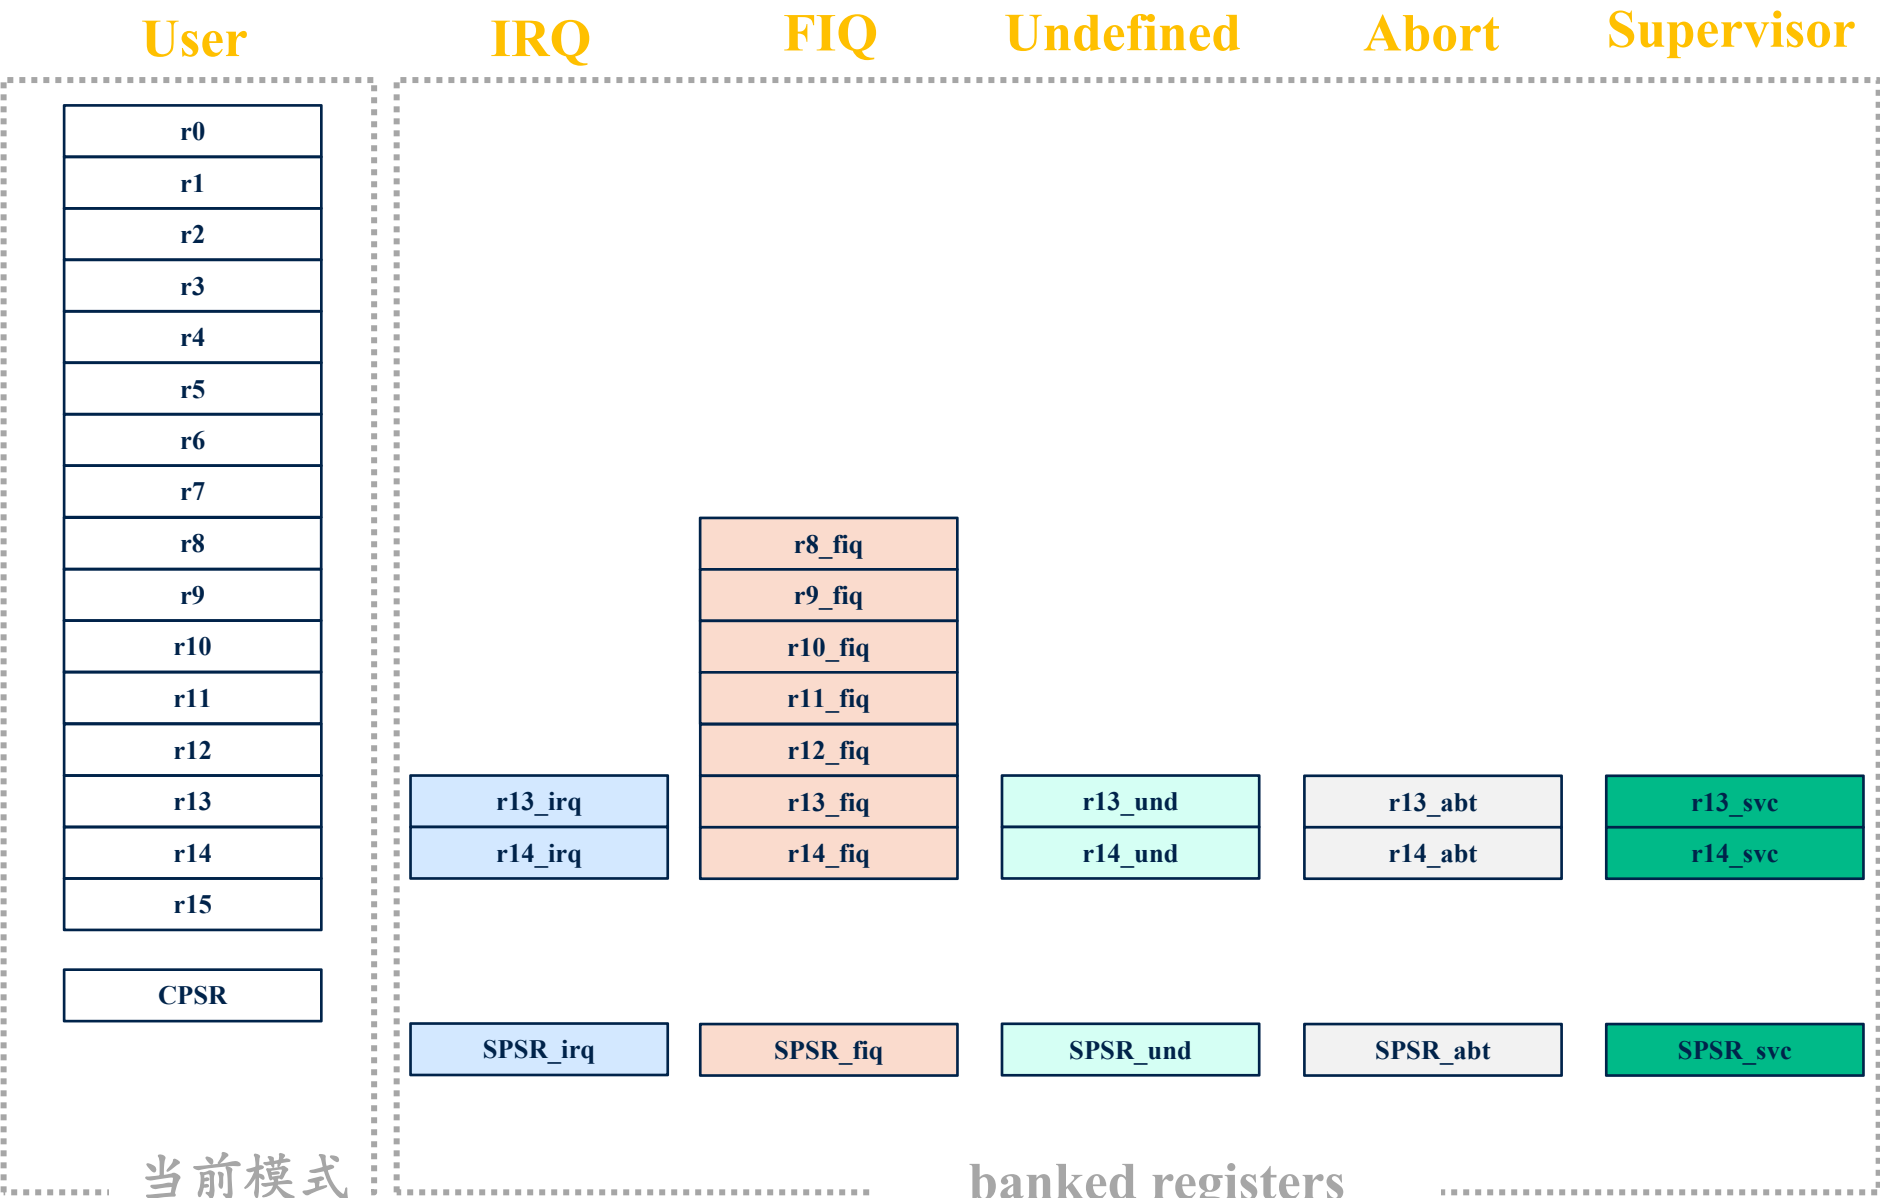 User IRQ FIQ Undefined Abort Supervisor
r0
r1
r2
r3
r4
r5
r6
r7
r8 r8_fiq
r9 r9_fiq
r10 r10_fiq
r11 r11_fiq
r12 r12_fiq
r13 r13_irq r13_fiq r13_und r13_abt r13_svc
r14 r14_irq r14_fiq r14_und r14_abt r14_svc
r15
CPSR
SPSR_irq SPSR_fiq SPSR_und SPSR_abt SPSR_svc
当前模式 banked registers